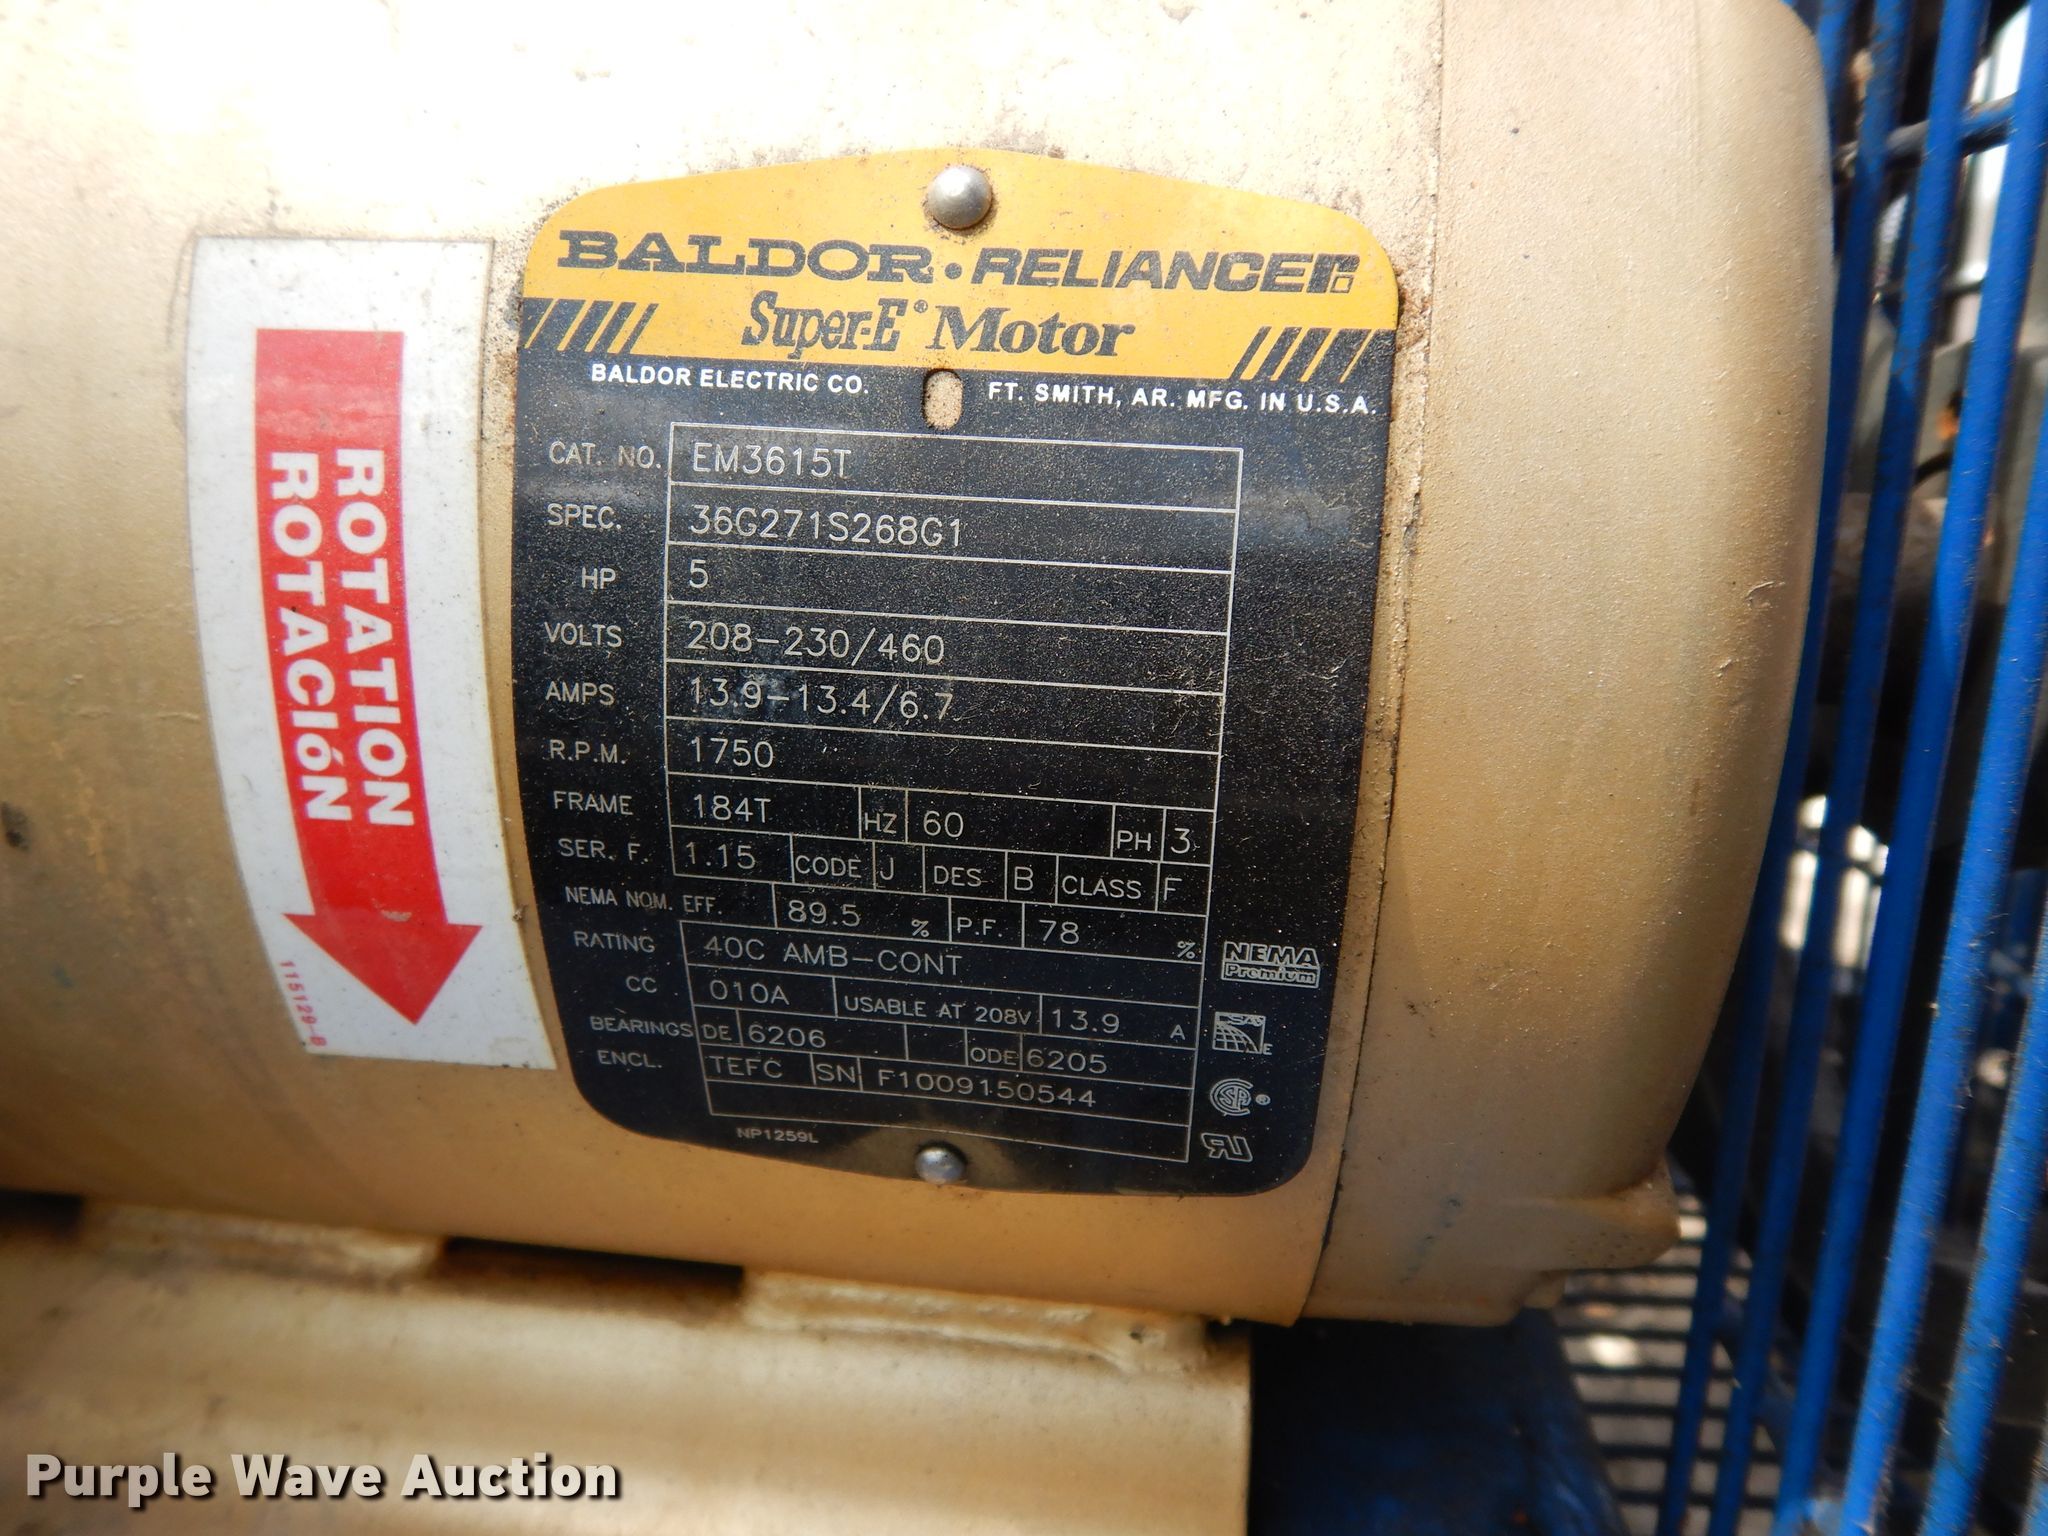 BALDOR • RELIANCE
Super-E® Motor
BALDOR ELECTRIC CO. FT. SMITH, AR. MFG. IN U.S.A.
CAT. NO. EM3615T
SPEC. 36G271S268G1
HP 5
VOLTS 208-230/460
AMPS 13.9-13.4/6.7
R.P.M. 1750
FRAME 184T HZ 60 PH 3
SER. F. 1.15 CODE J DES B CLASS F
NEMA NOM. EFF. 89.5 % P.F. 78 %
RATING 40C AMB-CONT
CC 010A USABLE AT 208V 13.9 A
BEARINGS DE 6206 ODE 6205
ENCL. TEFC SN F1009150544
NP1259L
NEMA
Premium
ROTATION
ROTACIÓN
115129-B
Purple Wave Auction